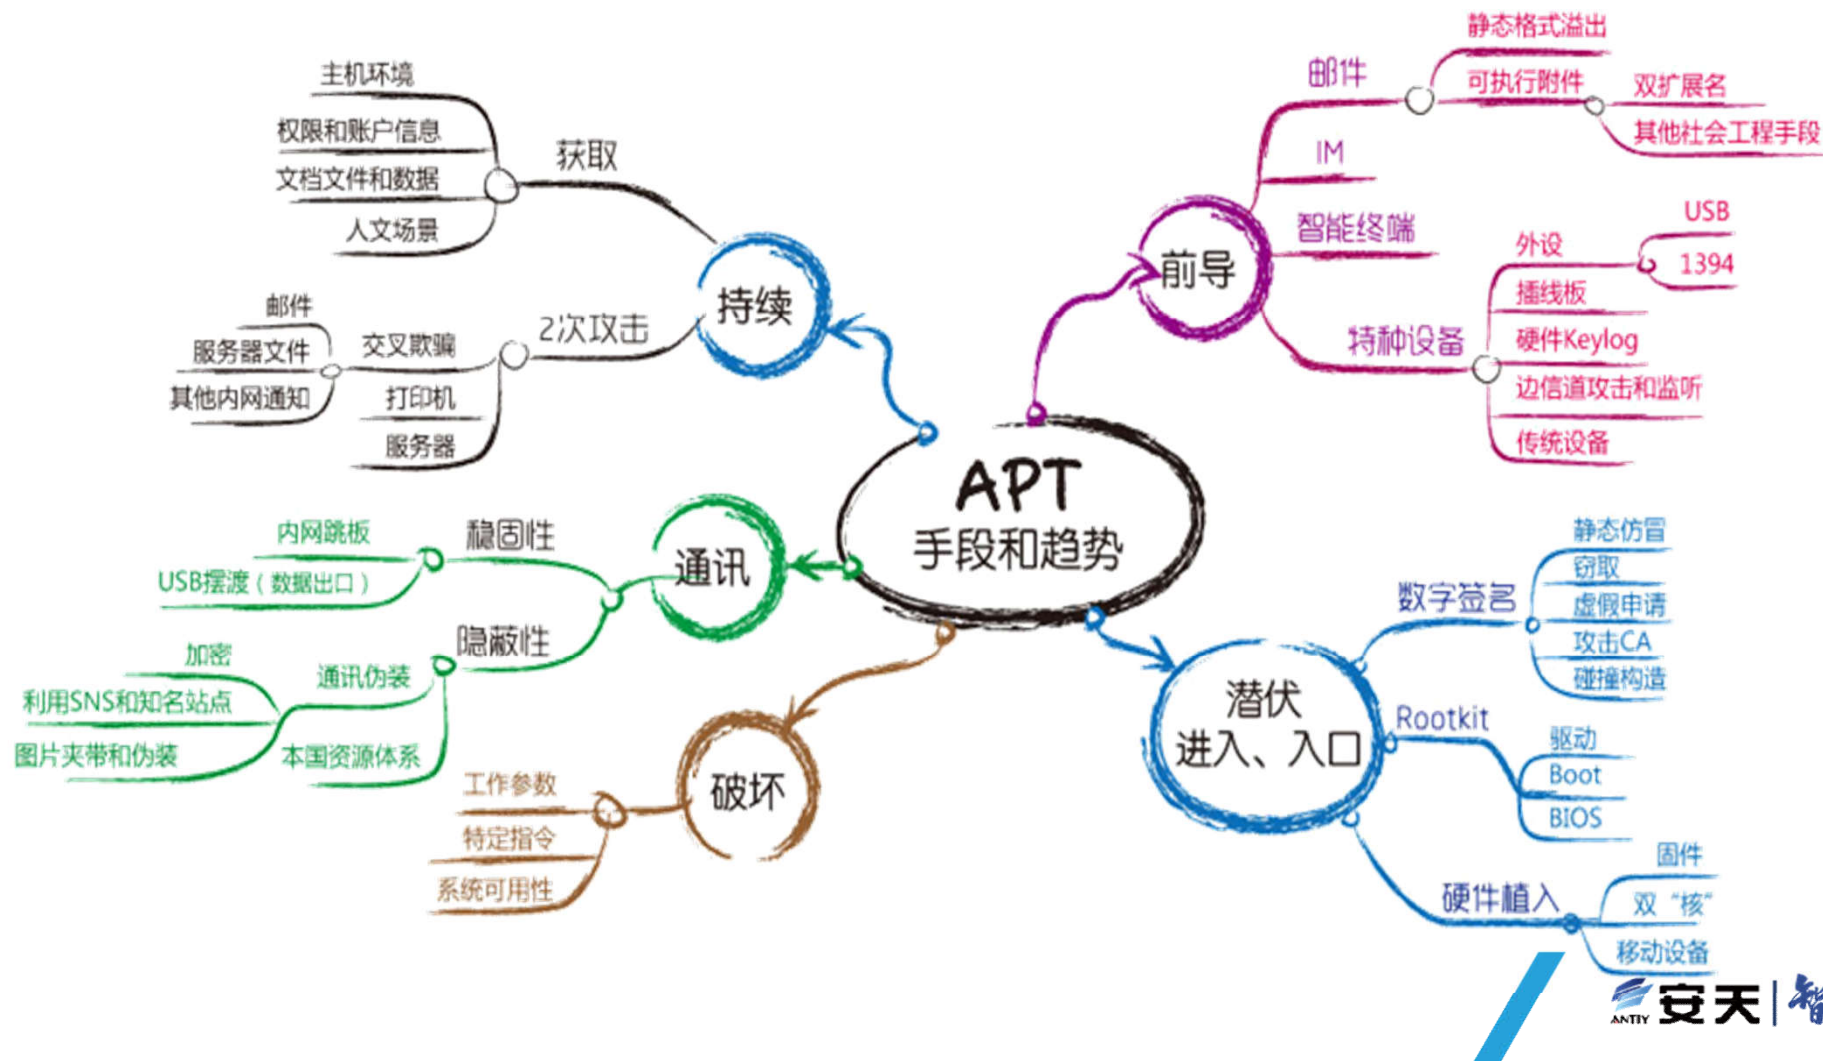 APT
手段和趋势
前导
邮件
静态格式溢出
可执行附件
双扩展名
其他社会工程手段
IM
智能终端
特种设备
外设
USB
1394
插线板
硬件Keylog
边信道攻击和监听
传统设备
潜伏
进入、入口
数字签名
静态仿冒
窃取
虚假申请
攻击CA
碰撞构造
Rootkit
驱动
Boot
BIOS
硬件植入
固件
双“核”
移动设备
持续
获取
主机环境
权限和账户信息
文档文件和数据
人文场景
2次攻击
交叉欺骗
邮件
服务器文件
其他内网通知
打印机
服务器
通讯
稳固性
内网跳板
USB摆渡（数据出口）
隐蔽性
通讯伪装
加密
利用SNS和知名站点
图片夹带和伪装
本国资源体系
破坏
工作参数
特定指令
系统可用性
ANTIY 安天